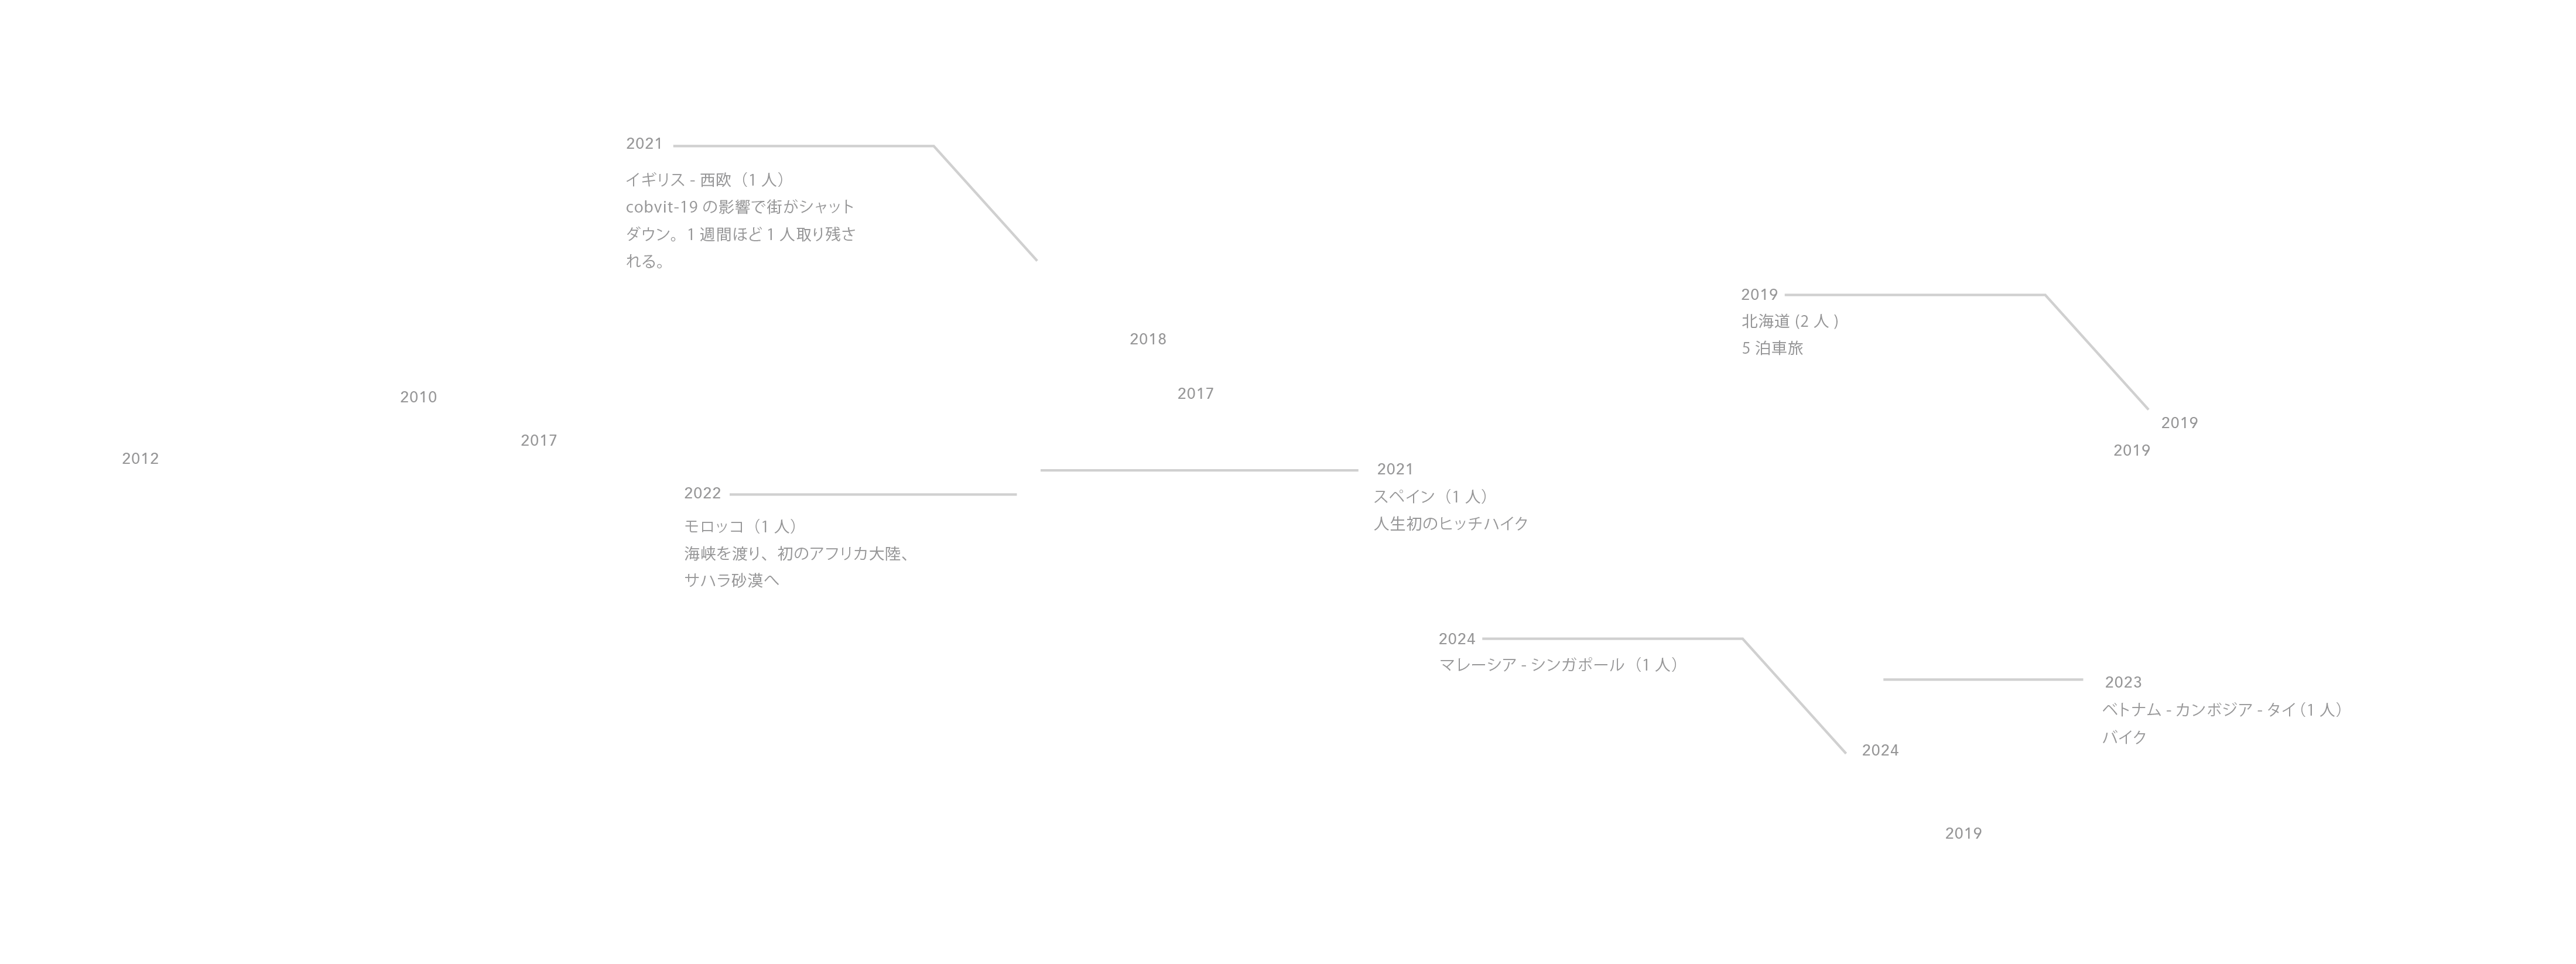 2021
イギリス - 西欧（1 人）
cobvit-19 の影響で街がシャット
ダウン。1 週間ほど 1 人取り残さ
れる。
2019
北海道 (2 人 )
5 泊車旅
2018
2017
2010
2017
2012
2019
2019
2022
モロッコ（1 人）
海峡を渡り、初のアフリカ大陸、
サハラ砂漠へ
2021
スペイン（1 人）
人生初のヒッチハイク
2024
マレーシア - シンガポール（1 人）
2023
ベトナム - カンボジア - タイ（1 人）
バイク
2024
2019